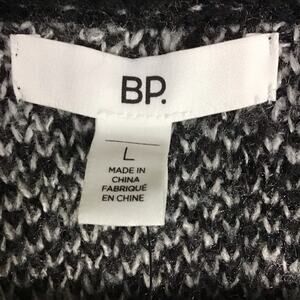 BP.
L
MADE IN
CHINA
FABRIQUÉ
EN CHINE